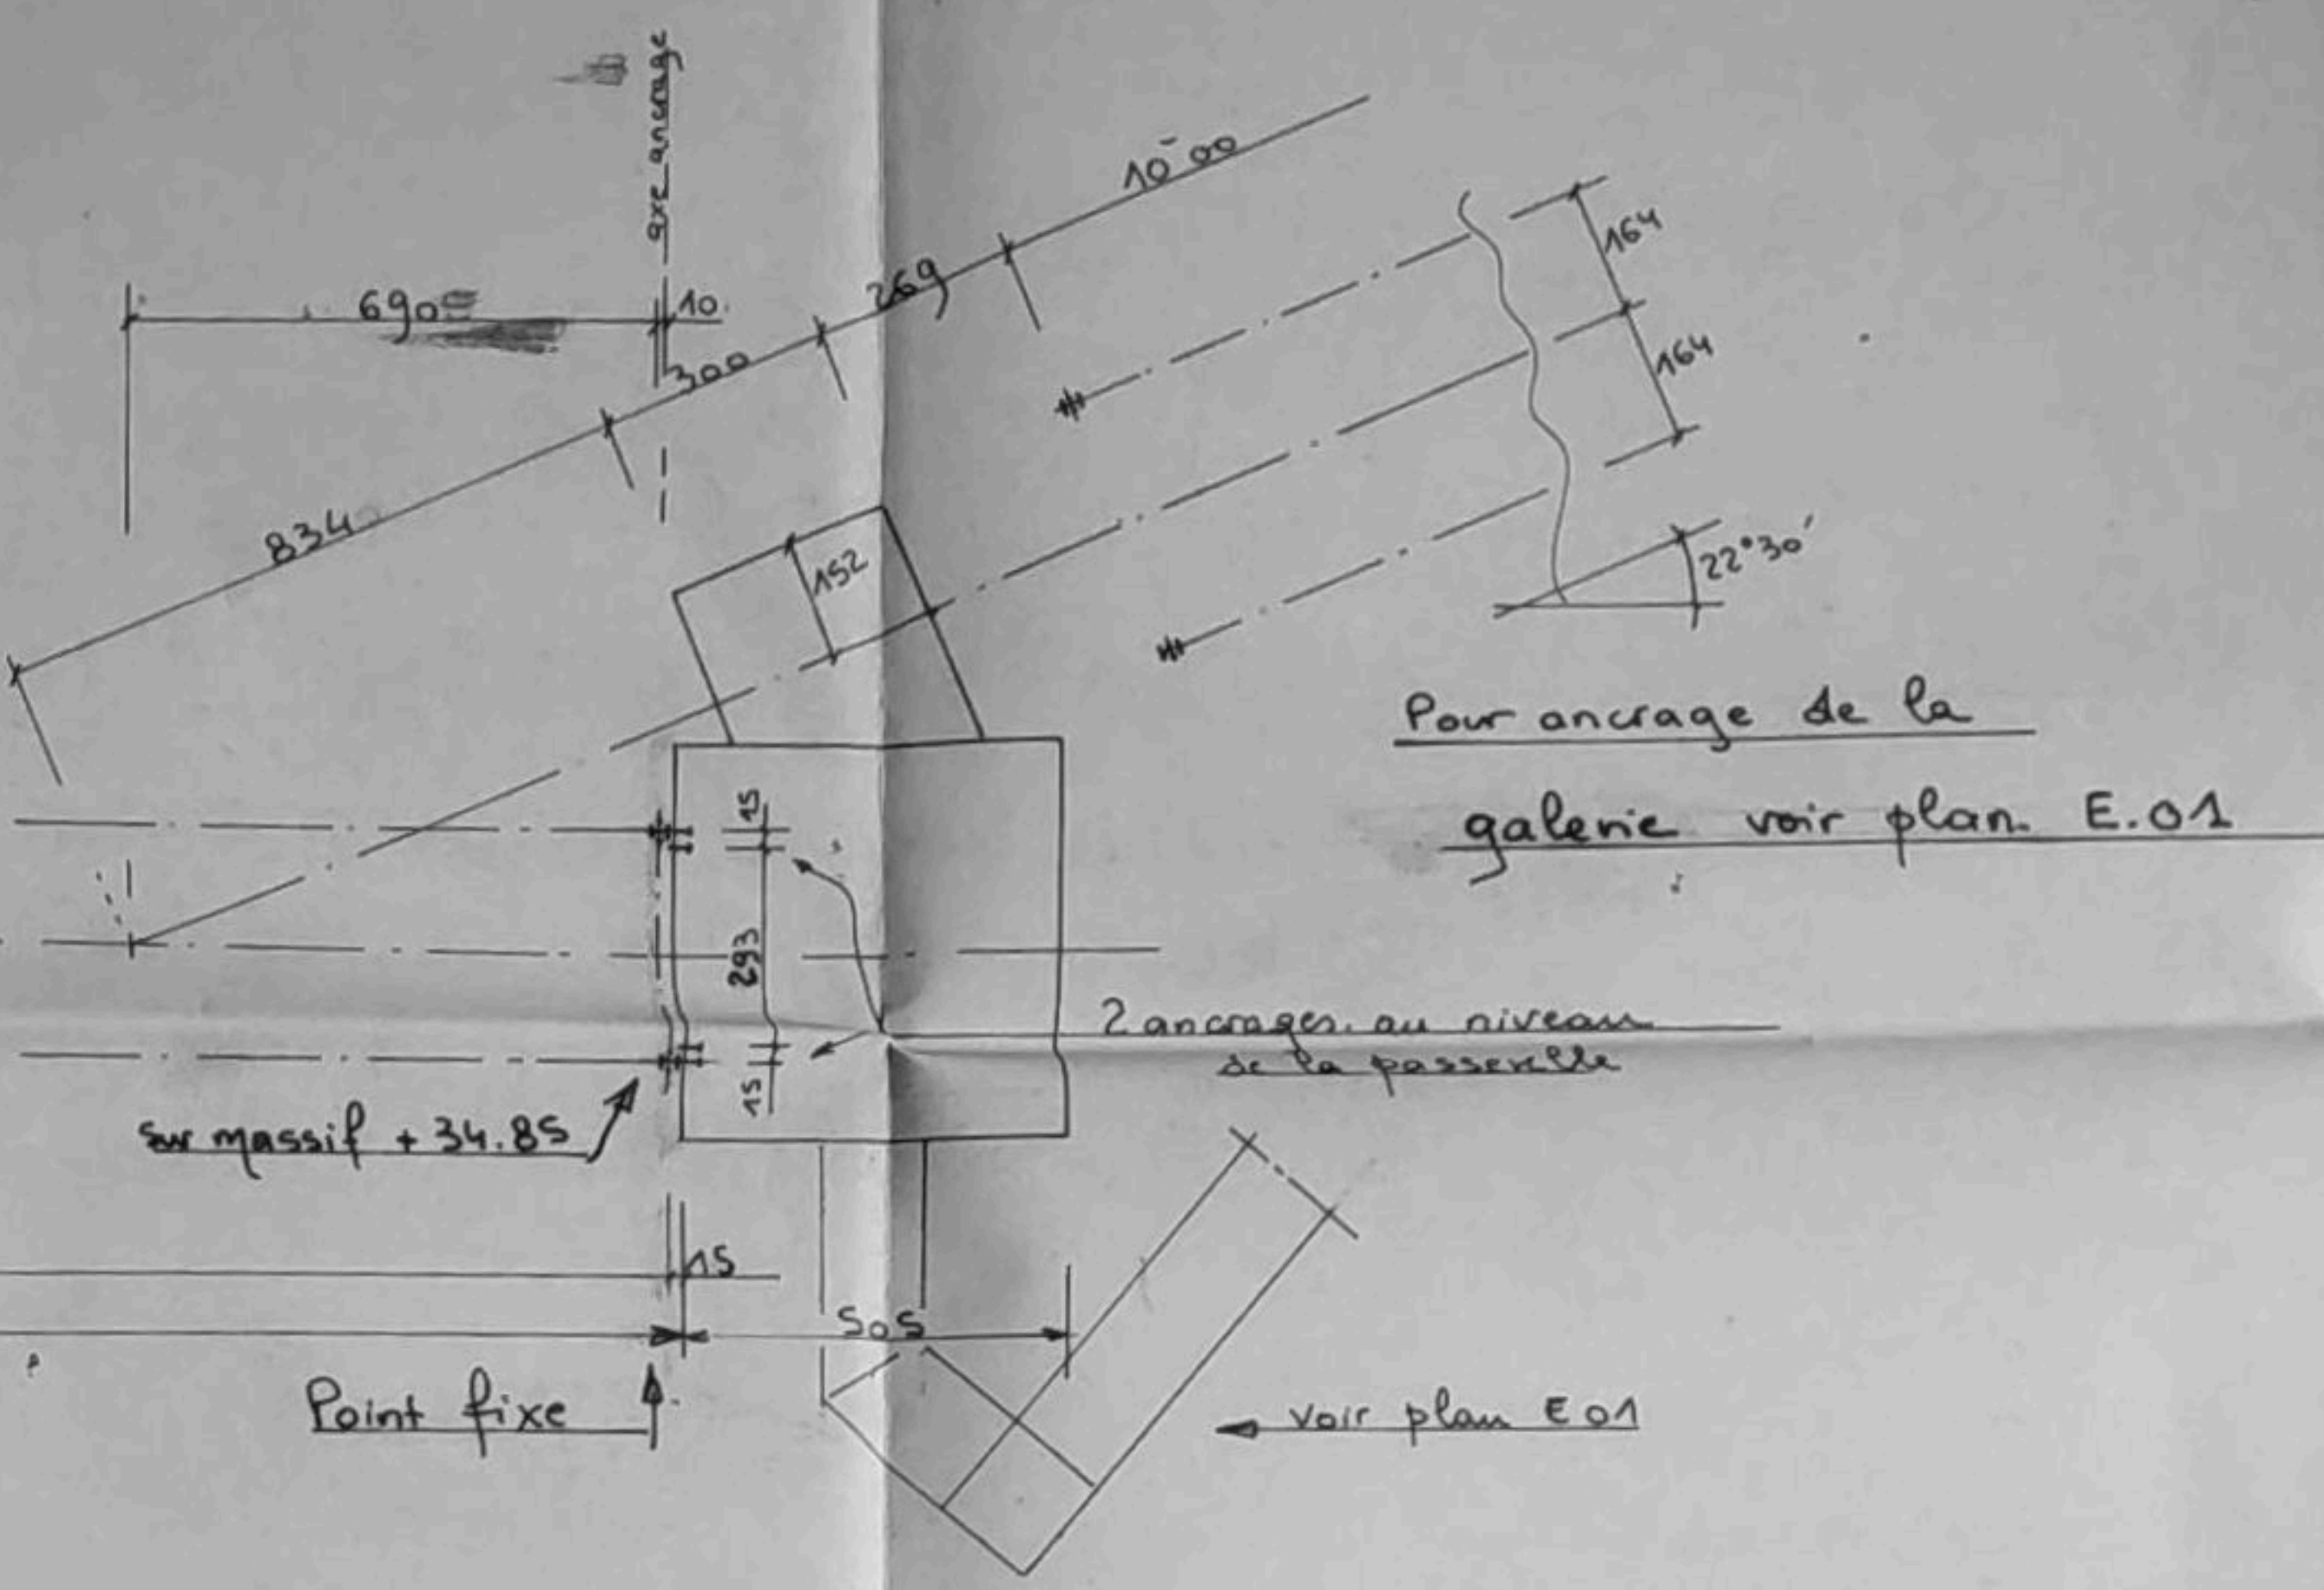 axe ancrage
10-00
164
269
690
10
164
300
22°30'
834
152
Pour ancrage de la
galerie voir plan. E.01
15
293
2 ancrages. au niveau
de la passerelle
15
sur massif + 34.85
15
505
Point fixe
voir plan E01